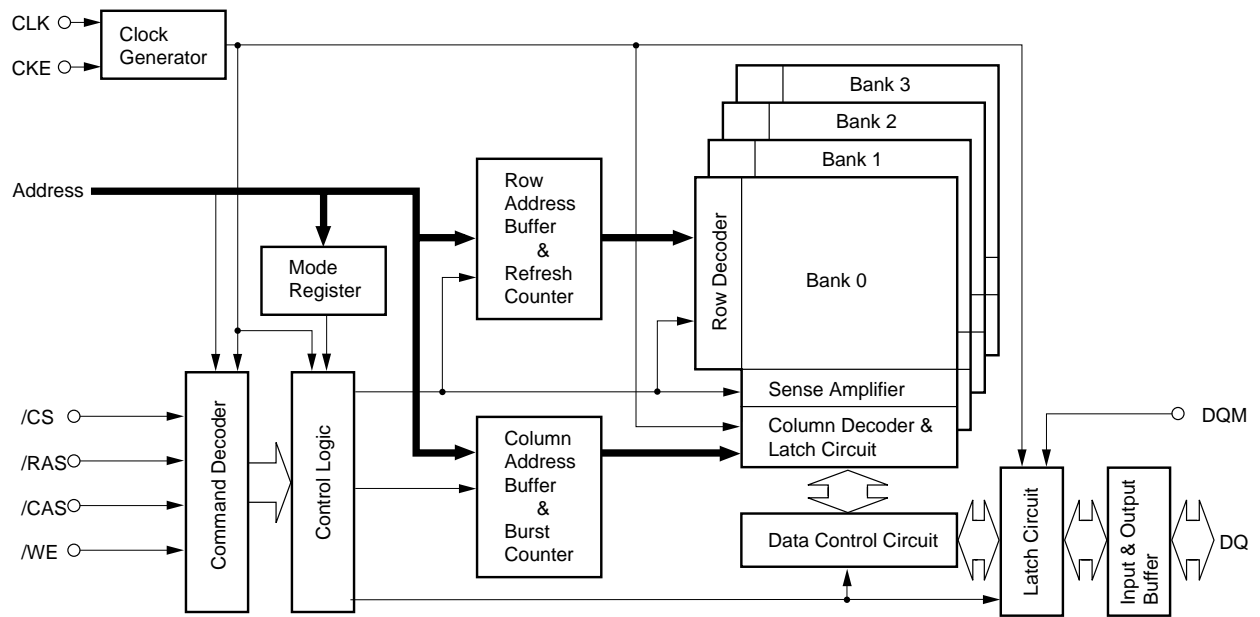 CLK
CKE
Clock
Generator
Bank 3
Bank 2
Bank 1
Address
Row
Address
Buffer
&
Refresh
Counter
Row Decoder
Bank 0
Mode
Register
Sense Amplifier
Column Decoder &
Latch Circuit
DQM
/CS
/RAS
/CAS
/WE
Command Decoder
Control Logic
Column
Address
Buffer
&
Burst
Counter
Data Control Circuit
Latch Circuit
Input & Output
Buffer
DQ